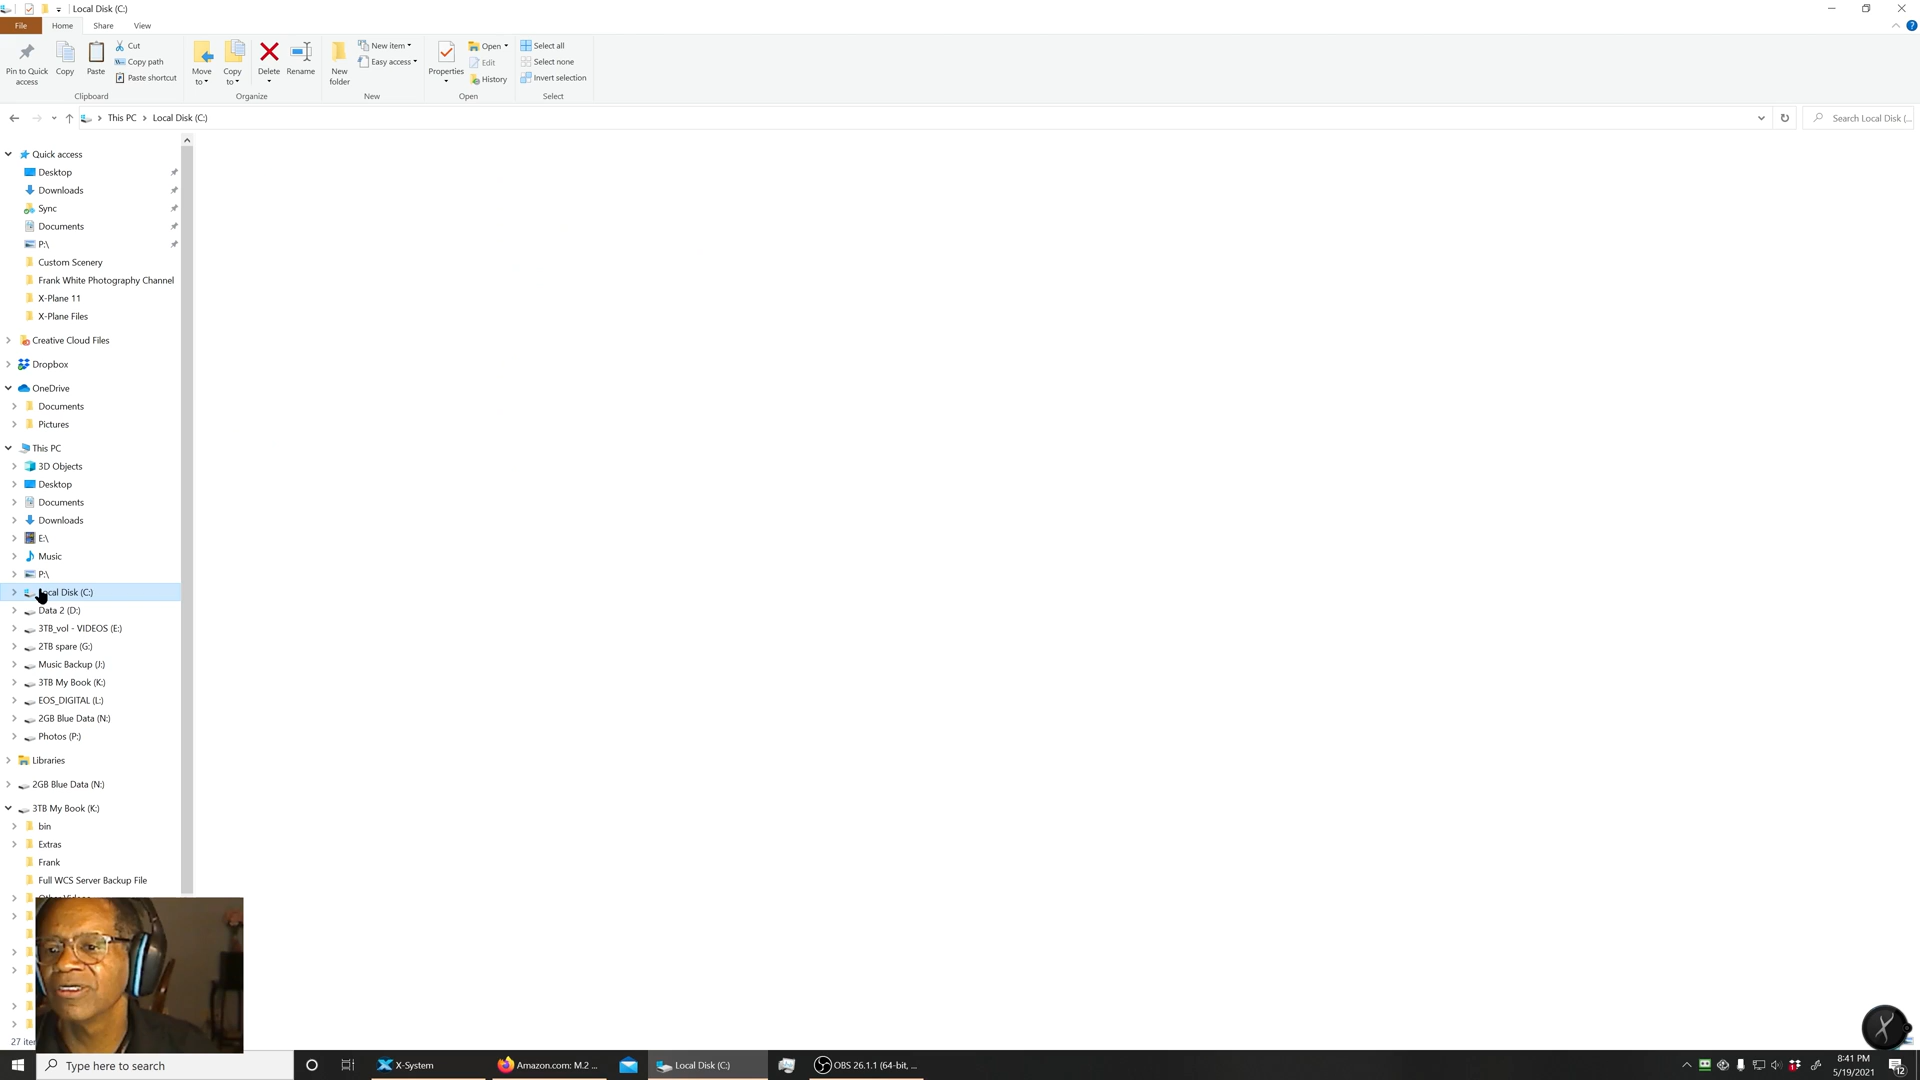 Local Disk (C:)
File Home Share View
Pin to Quick access
Copy
Paste
Cut
Copy path
Paste shortcut
Clipboard
Move to
Copy to
Delete
Rename
Organize
New folder
New item
Easy access
New
Properties
Open
Edit
History
Open
Select all
Select none
Invert selection
Select
This PC > Local Disk (C:)
Search Local Disk (...
Quick access
Desktop
Downloads
Sync
Documents
P:\
Custom Scenery
Frank White Photography Channel
X-Plane 11
X-Plane Files
Creative Cloud Files
Dropbox
OneDrive
Documents
Pictures
This PC
3D Objects
Desktop
Documents
Downloads
E:\
Music
P:\
Local Disk (C:)
Data 2 (D:)
3TB_vol - VIDEOS (E:)
2TB spare (G:)
Music Backup (J:)
3TB My Book (K:)
EOS_DIGITAL (L:)
2GB Blue Data (N:)
Photos (P:)
Libraries
2GB Blue Data (N:)
3TB My Book (K:)
bin
Extras
Frank
Full WCS Server Backup File
27
Type here to search
X-System
Amazon.com: M.2 ...
Local Disk (C:)
OBS 26.1.1 (64-bit, ...
8:41 PM
5/19/2021
12